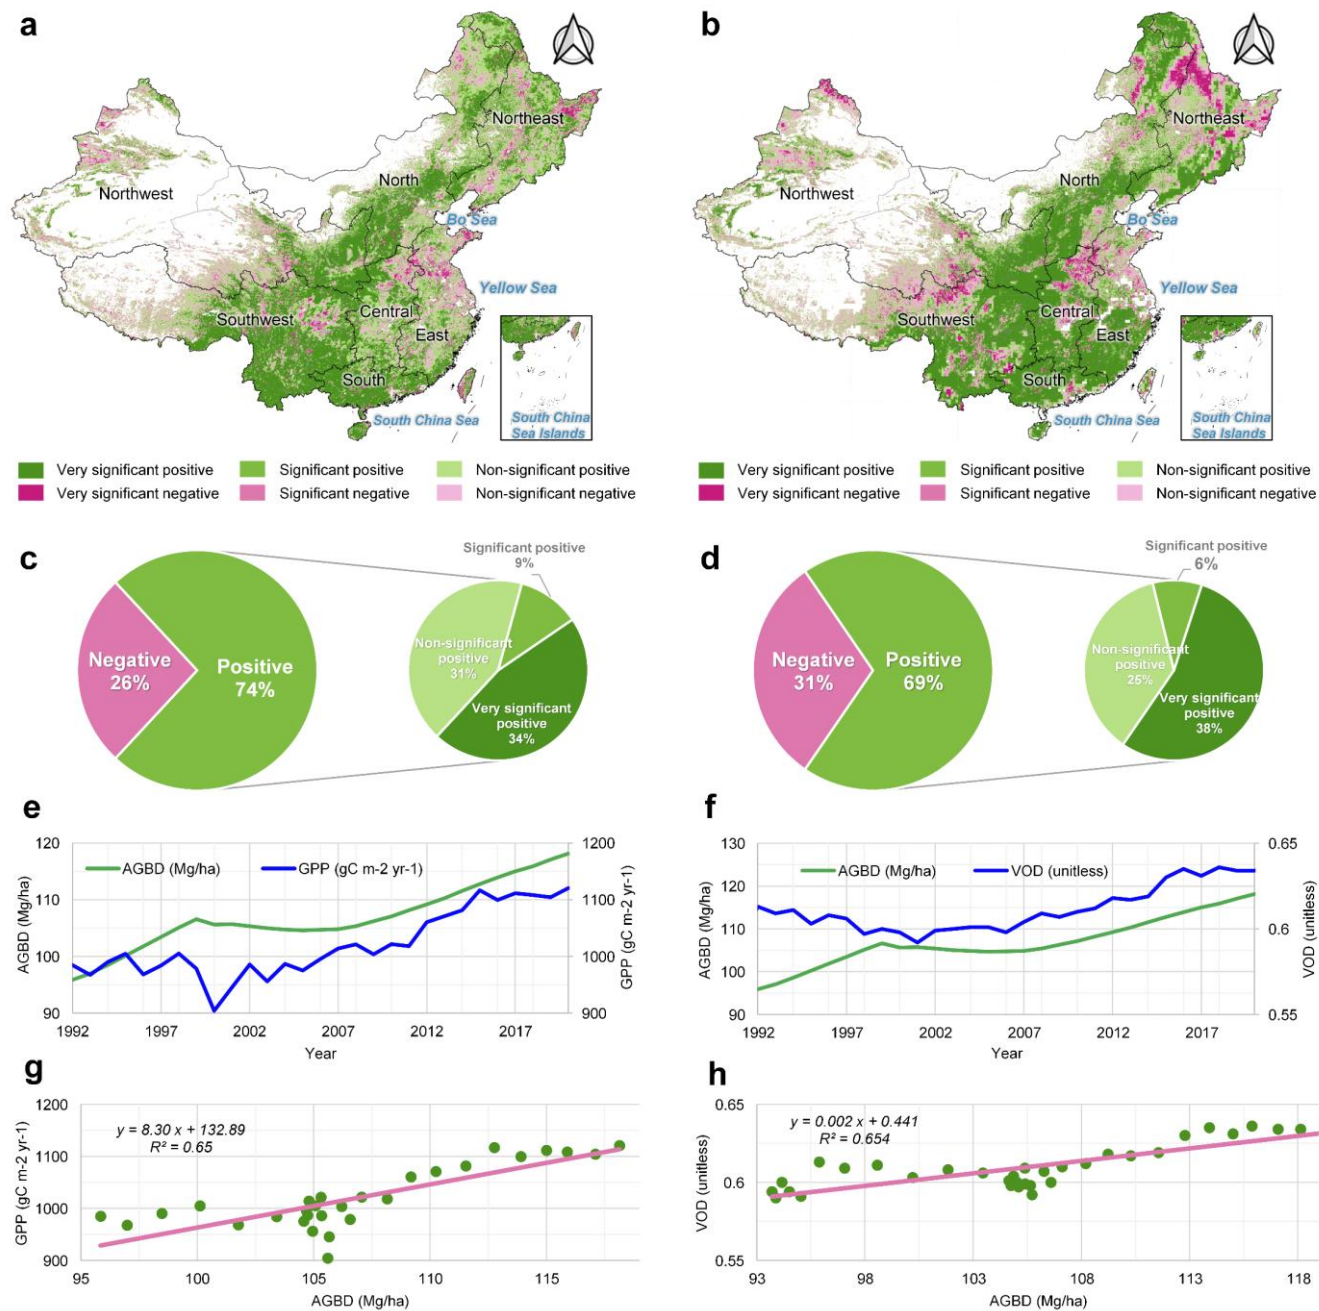 a
Northeast
North
Northwest
Bo Sea
Yellow Sea
Central
Southwest
East
South
South China Sea
South China
Sea Islands
Very significant positive
Significant positive
Non-significant positive
Very significant negative
Significant negative
Non-significant negative
b
Northeast
North
Northwest
Bo Sea
Yellow Sea
Central
Southwest
East
South
South China Sea
South China
Sea Islands
Very significant positive
Significant positive
Non-significant positive
Very significant negative
Significant negative
Non-significant negative
c
Significant positive
9%
Negative
26%
Positive
74%
Non-significant
positive
31%
Very significant
positive
34%
d
Significant positive
6%
Negative
31%
Positive
69%
Non-significant
positive
25%
Very significant
positive
38%
e
AGBD (Mg/ha)
120
110
100
90
AGBD (Mg/ha)
GPP (gC m-2 yr-1)
1200
1100
1000
900
GPP (gC m-2 yr-1)
1992 1997 2002 2007 2012 2017
Year
f
AGBD (Mg/ha)
130
120
110
100
90
AGBD (Mg/ha)
VOD (unitless)
0.65
0.6
0.55
VOD (unitless)
1992 1997 2002 2007 2012 2017
Year
g
GPP (gC m-2 yr-1)
1200
1100
1000
900
y = 8.30 x + 132.89
R² = 0.65
95 100 105 110 115
AGBD (Mg/ha)
h
VOD (unitless)
0.65
0.6
0.55
y = 0.002 x + 0.441
R² = 0.654
93 98 103 108 113 118
AGBD (Mg/ha)